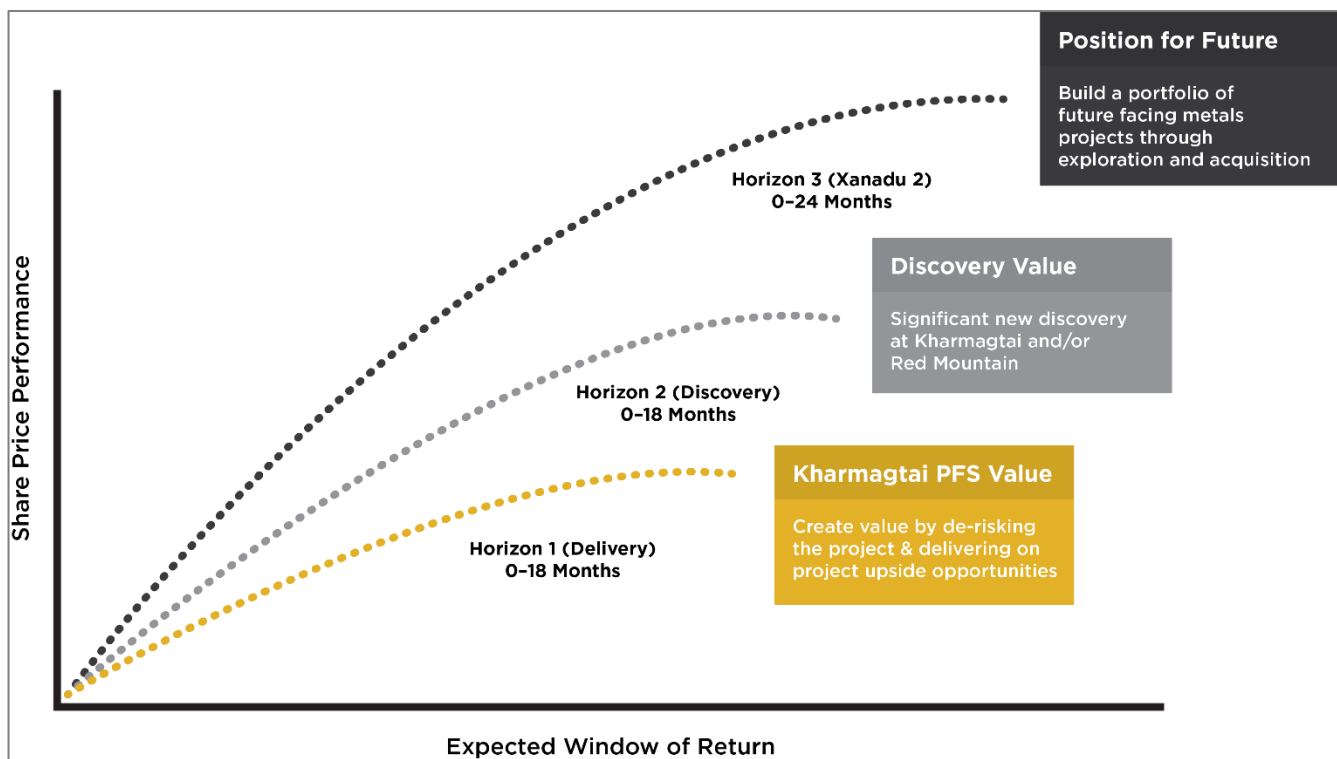 Position for Future
Build a portfolio of
future facing metals
projects through
exploration and acquisition
Horizon 3 (Xanadu 2)
0–24 Months
Discovery Value
Significant new discovery
at Kharmagtai and/or
Red Mountain
Horizon 2 (Discovery)
0–18 Months
Kharmagtai PFS Value
Create value by de-risking
the project & delivering on
project upside opportunities
Horizon 1 (Delivery)
0–18 Months
Share Price Performance
Expected Window of Return